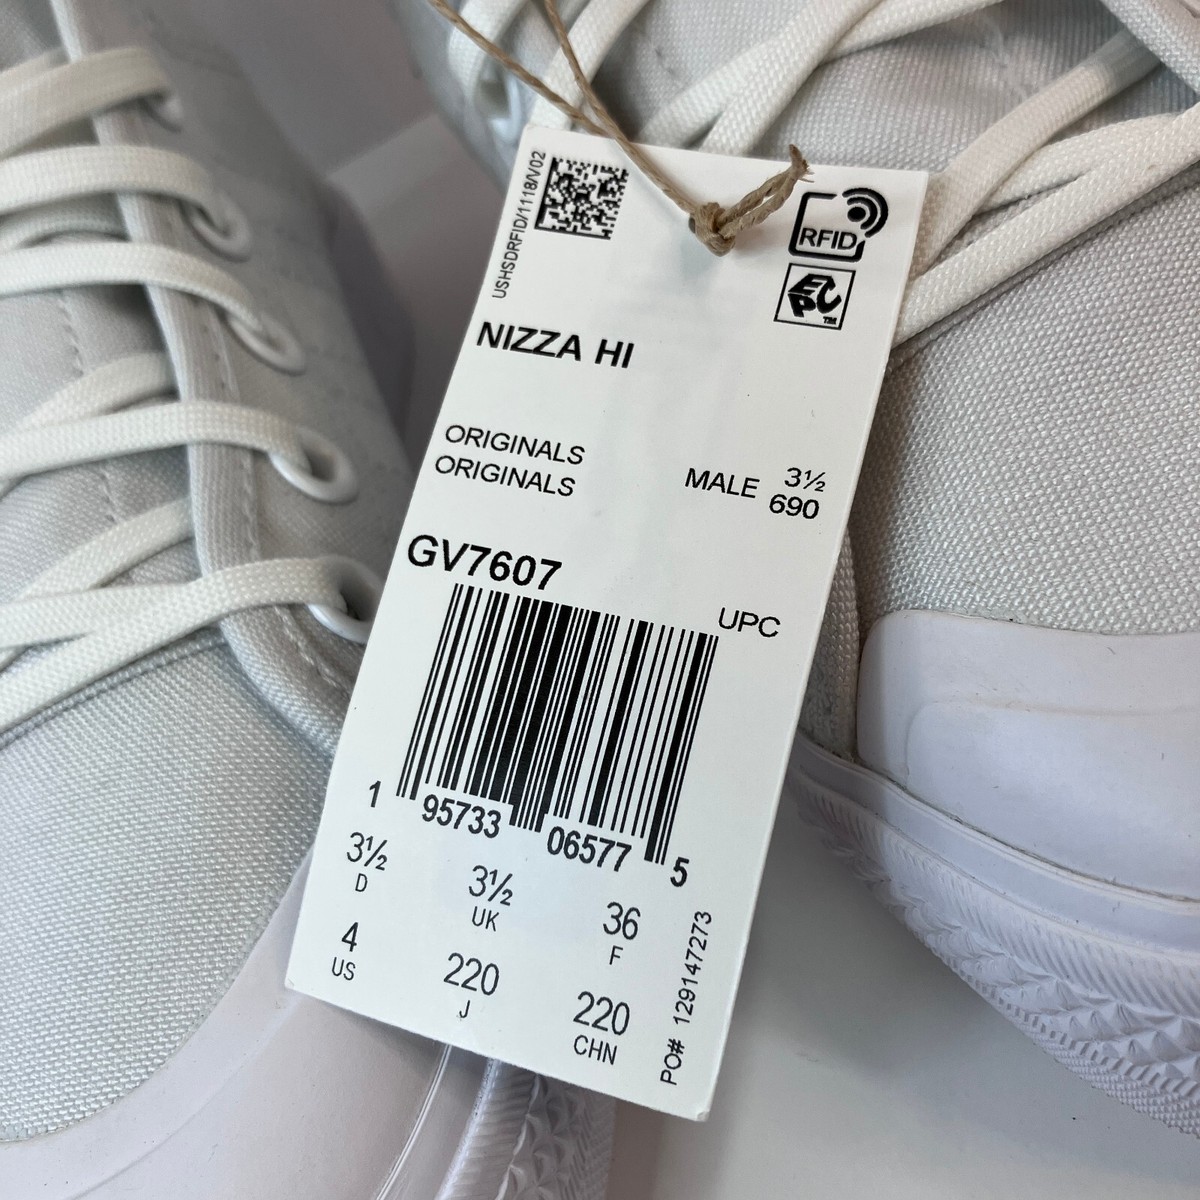 USHSDRFID/1118/V02
RFID
EPC™
NIZZA HI
ORIGINALS
ORIGINALS
MALE 3½
690
GV7607
UPC
1 95733 06577 5
3½ 3½ 36
D UK F
4 220 220
US J CHN
PO# 129147273